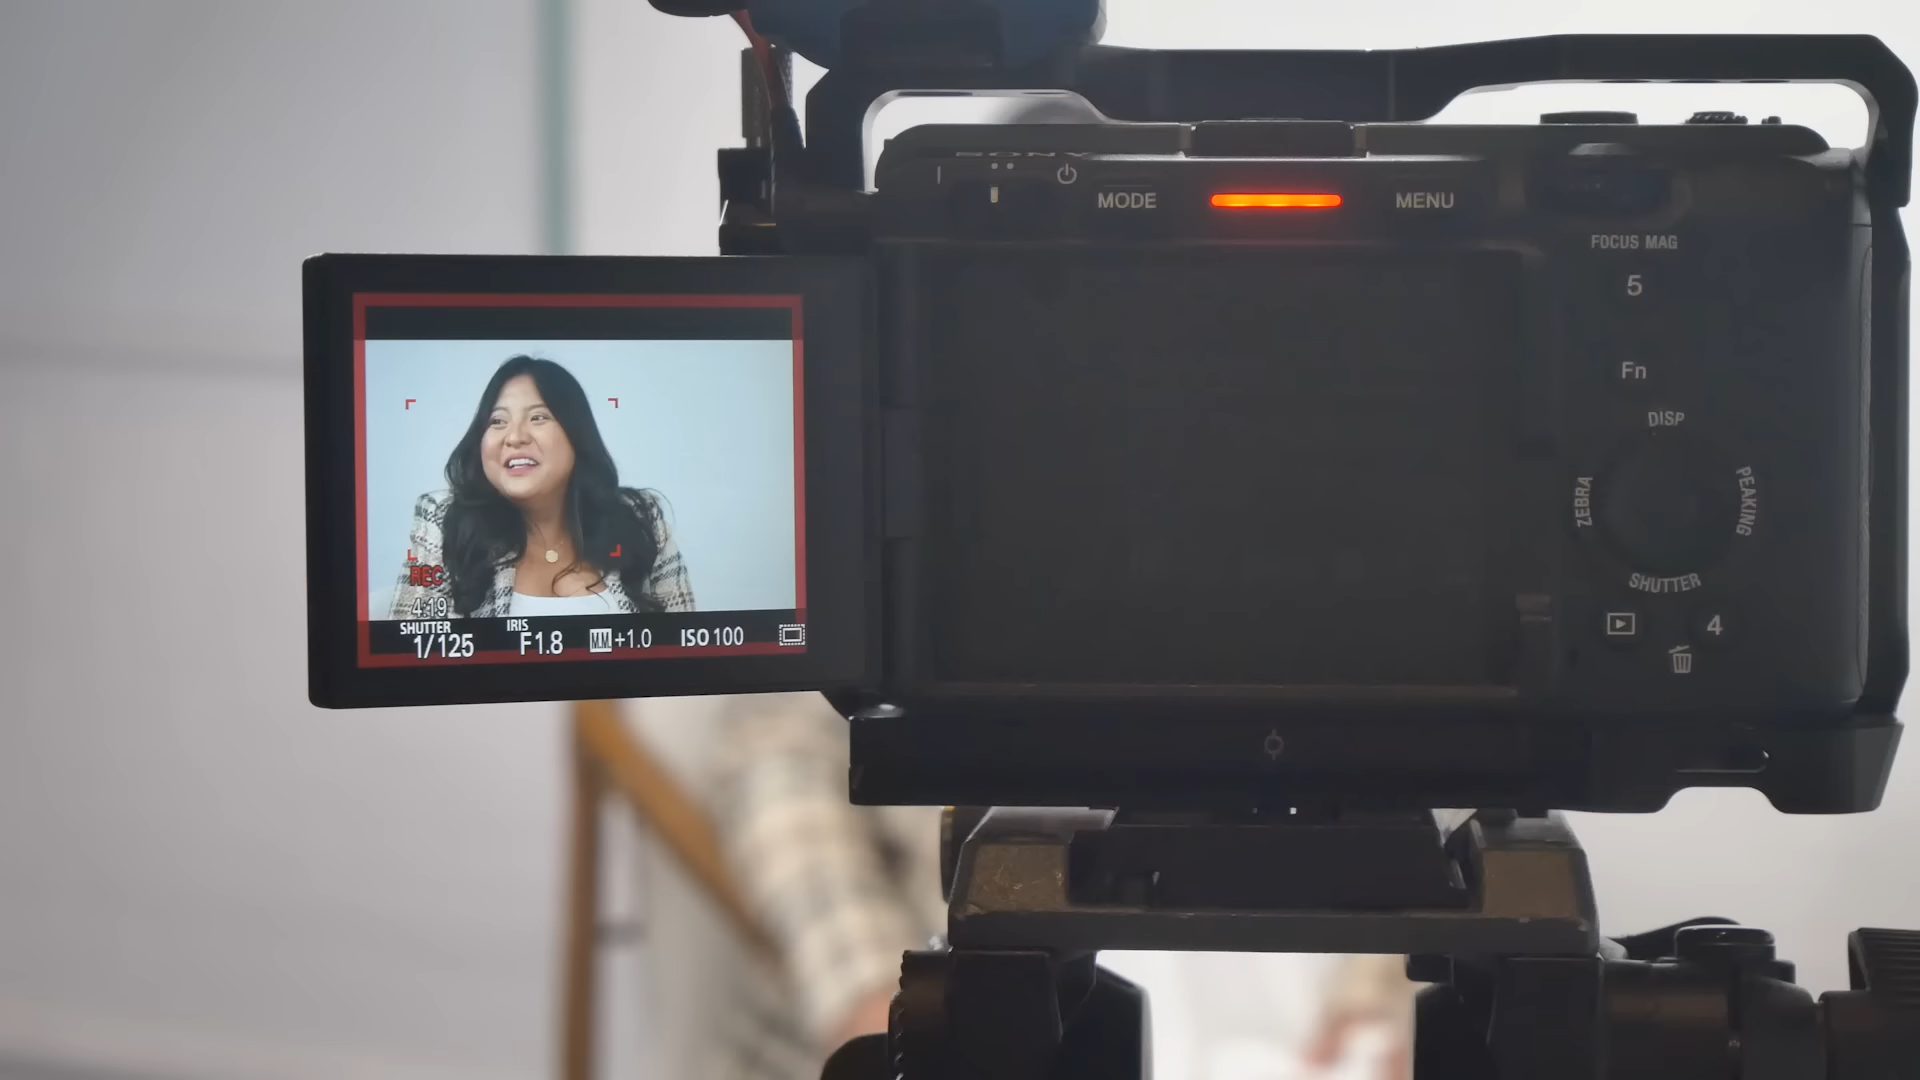 SONY
MODE
MENU
FOCUS MAG
5
Fn
DISP
ZEBRA
PEAKING
SHUTTER
4
REC
4:19
SHUTTER
1/125
IRIS
F1.8
M.M. +1.0
ISO 100